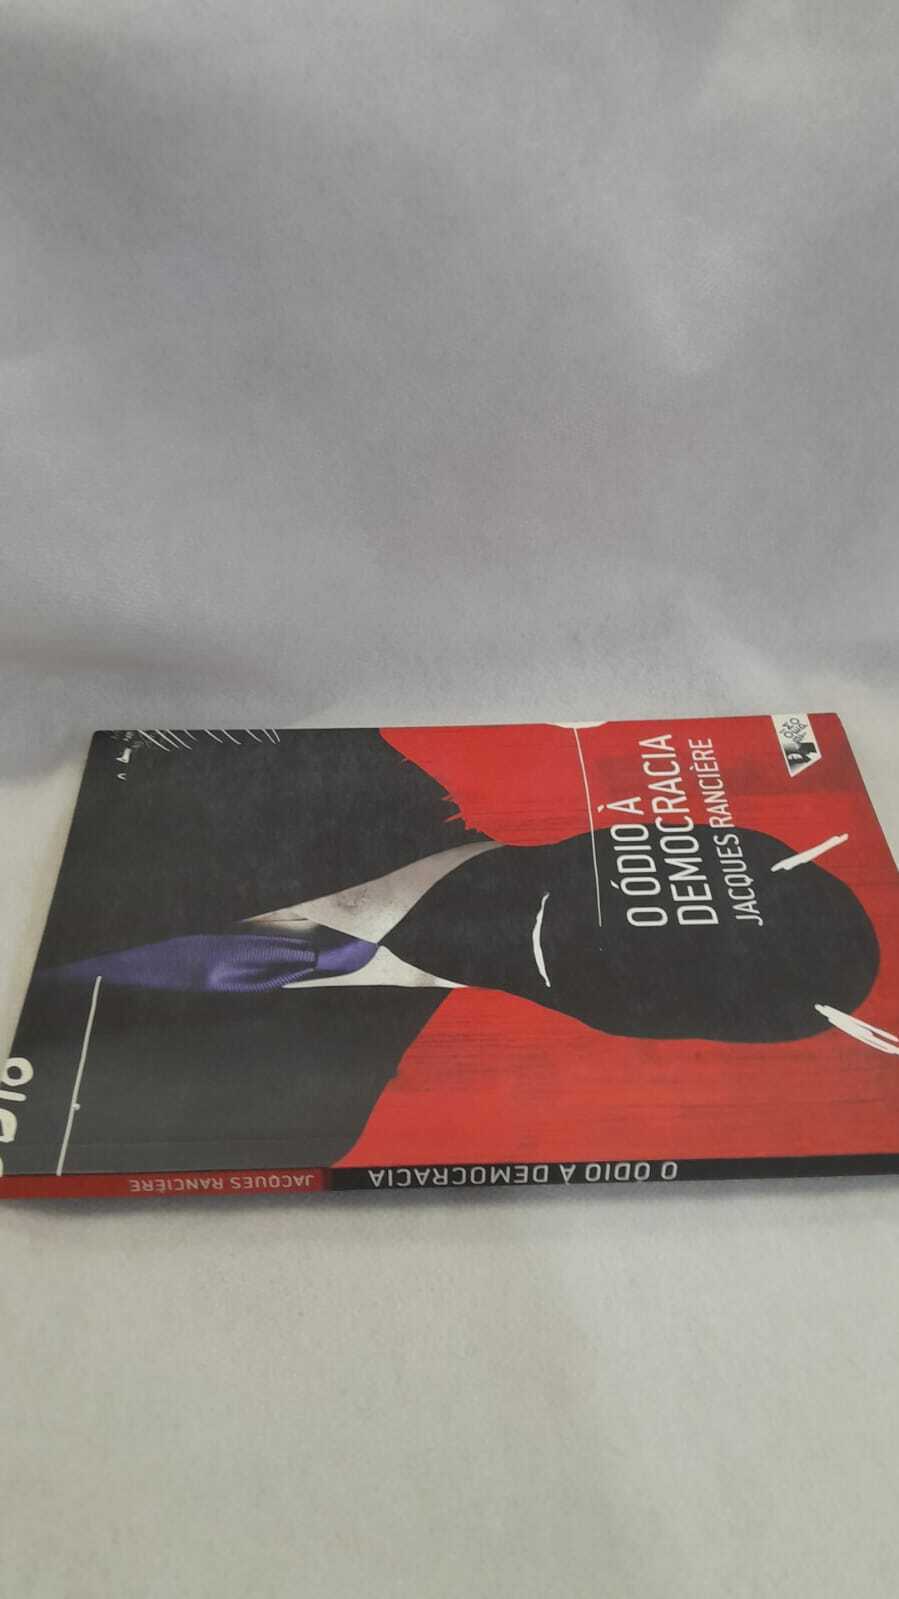 O ÓDIO À
DEMOCRACIA
JACQUES RANCIÈRE
O ÓDIO À DEMOCRACIA
JACQUES RANCIÈRE